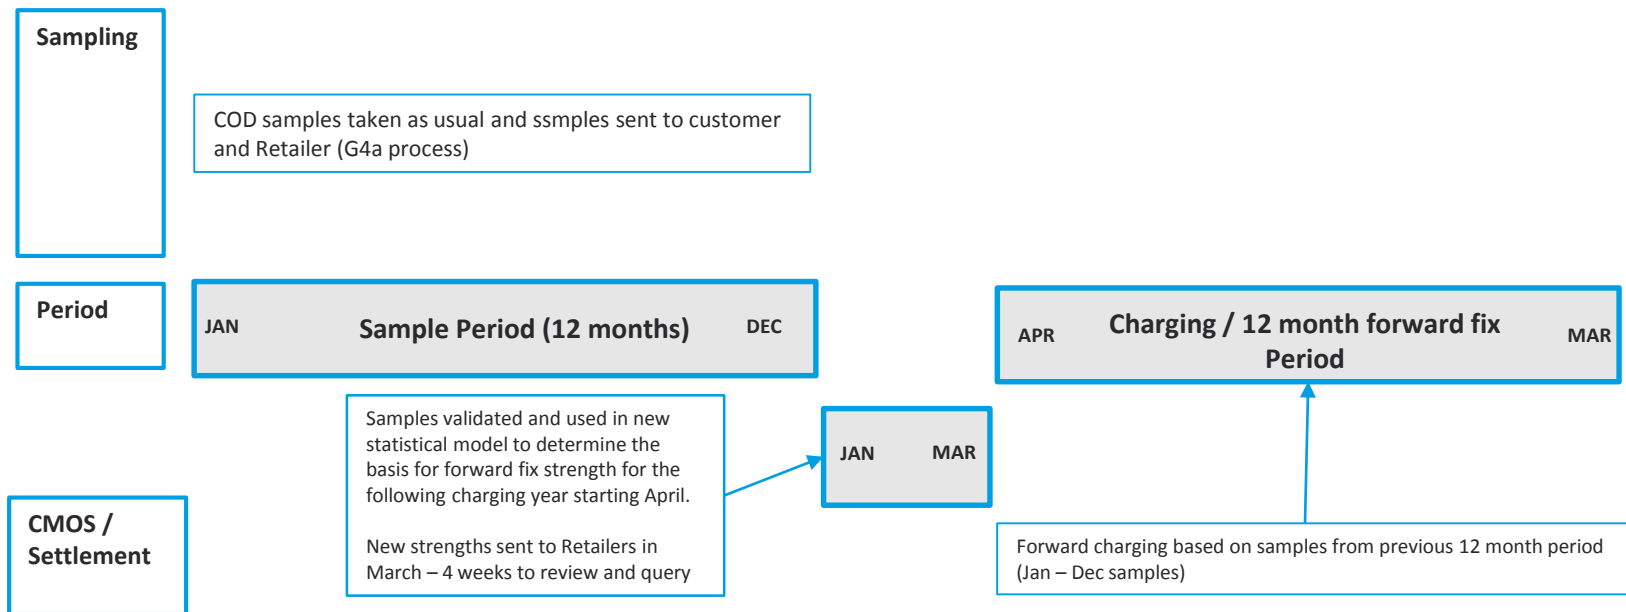 Sampling
COD samples taken as usual and ssmples sent to customer
and Retailer (G4a process)
Period
JAN
Sample Period (12 months)
DEC
APR
Charging / 12 month forward fix
Period
MAR
Samples validated and used in new
statistical model to determine the
basis for forward fix strength for the
following charging year starting April.
New strengths sent to Retailers in
March – 4 weeks to review and query
JAN
MAR
CMOS /
Settlement
Forward charging based on samples from previous 12 month period
(Jan – Dec samples)